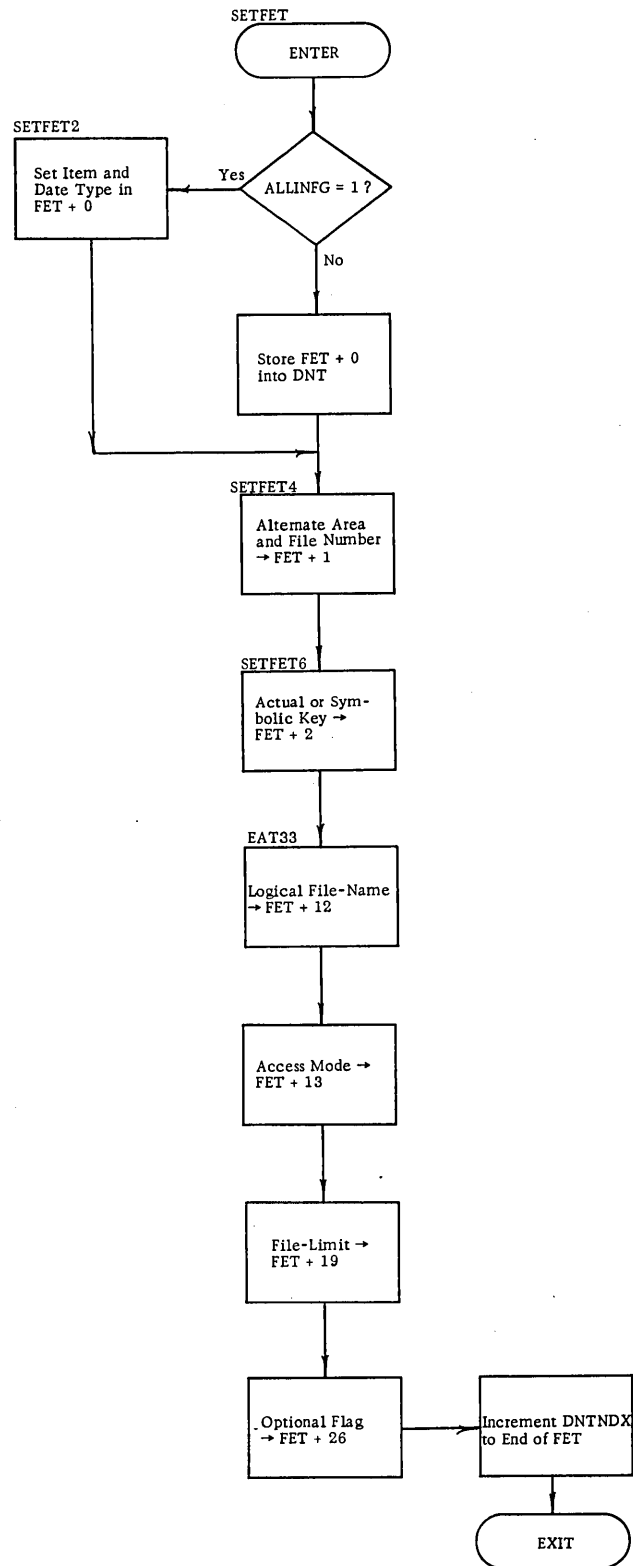 SETFET
ENTER
SETFET2
Set Item and
Date Type in
FET + 0
Yes
ALLINFG = 1 ?
No
Store FET + 0
into DNT
SETFET4
Alternate Area
and File Number
→ FET + 1
SETFET6
Actual or Sym-
bolic Key →
FET + 2
EAT33
Logical File-Name
→ FET + 12
Access Mode →
FET + 13
File-Limit →
FET + 19
Optional Flag
→ FET + 26
Increment DNTNDX
to End of FET
EXIT